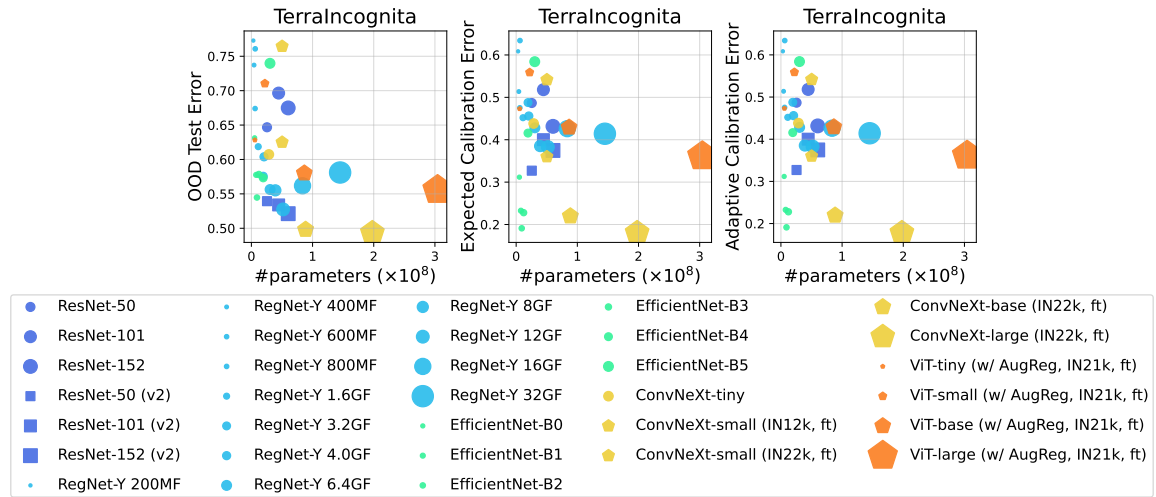 TerraIncognita
TerraIncognita
TerraIncognita
OOD Test Error
0.75
0.70
0.65
0.60
0.55
0.50
0
1
2
3
#parameters (×10⁸)
Expected Calibration Error
0.6
0.5
0.4
0.3
0.2
0
1
2
3
#parameters (×10⁸)
Adaptive Calibration Error
0.6
0.5
0.4
0.3
0.2
0
1
2
3
#parameters (×10⁸)
ResNet-50
ResNet-101
ResNet-152
ResNet-50 (v2)
ResNet-101 (v2)
ResNet-152 (v2)
RegNet-Y 200MF
RegNet-Y 400MF
RegNet-Y 600MF
RegNet-Y 800MF
RegNet-Y 1.6GF
RegNet-Y 3.2GF
RegNet-Y 4.0GF
RegNet-Y 6.4GF
RegNet-Y 8GF
RegNet-Y 12GF
RegNet-Y 16GF
RegNet-Y 32GF
EfficientNet-B0
EfficientNet-B1
EfficientNet-B2
EfficientNet-B3
EfficientNet-B4
EfficientNet-B5
ConvNeXt-tiny
ConvNeXt-small (IN12k, ft)
ConvNeXt-small (IN22k, ft)
ConvNeXt-base (IN22k, ft)
ConvNeXt-large (IN22k, ft)
ViT-tiny (w/ AugReg, IN21k, ft)
ViT-small (w/ AugReg, IN21k, ft)
ViT-base (w/ AugReg, IN21k, ft)
ViT-large (w/ AugReg, IN21k, ft)